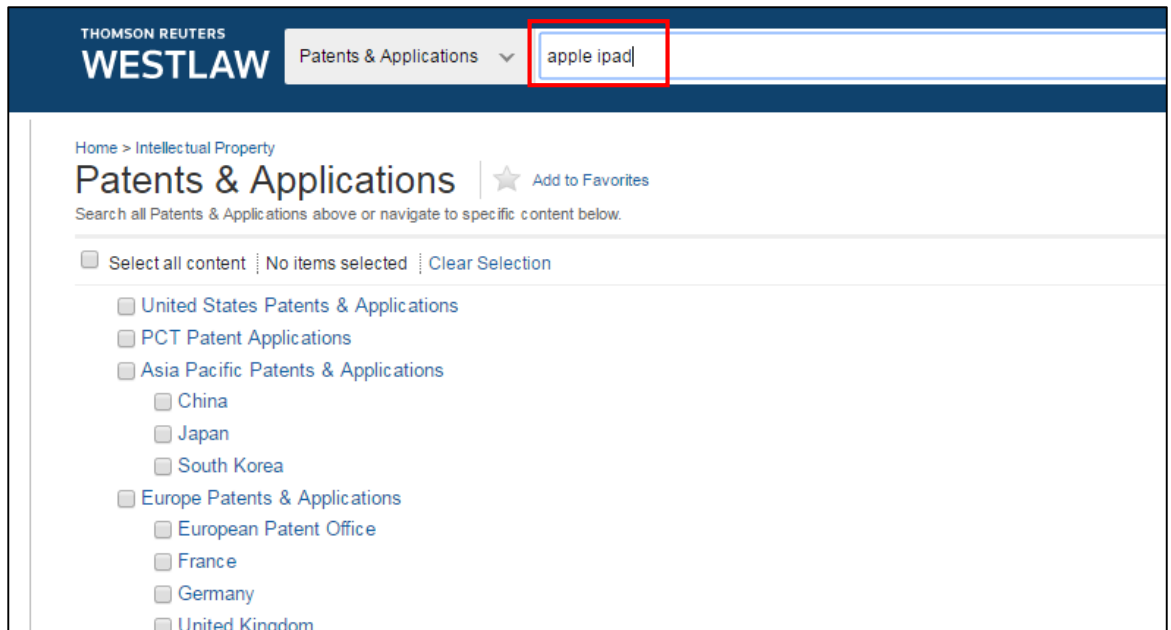 THOMSON REUTERS
WESTLAW
Patents & Applications
apple ipad
Home > Intellectual Property
Patents & Applications
Add to Favorites
Search all Patents & Applications above or navigate to specific content below.
Select all content No items selected Clear Selection
United States Patents & Applications
PCT Patent Applications
Asia Pacific Patents & Applications
China
Japan
South Korea
Europe Patents & Applications
European Patent Office
France
Germany
United Kingdom